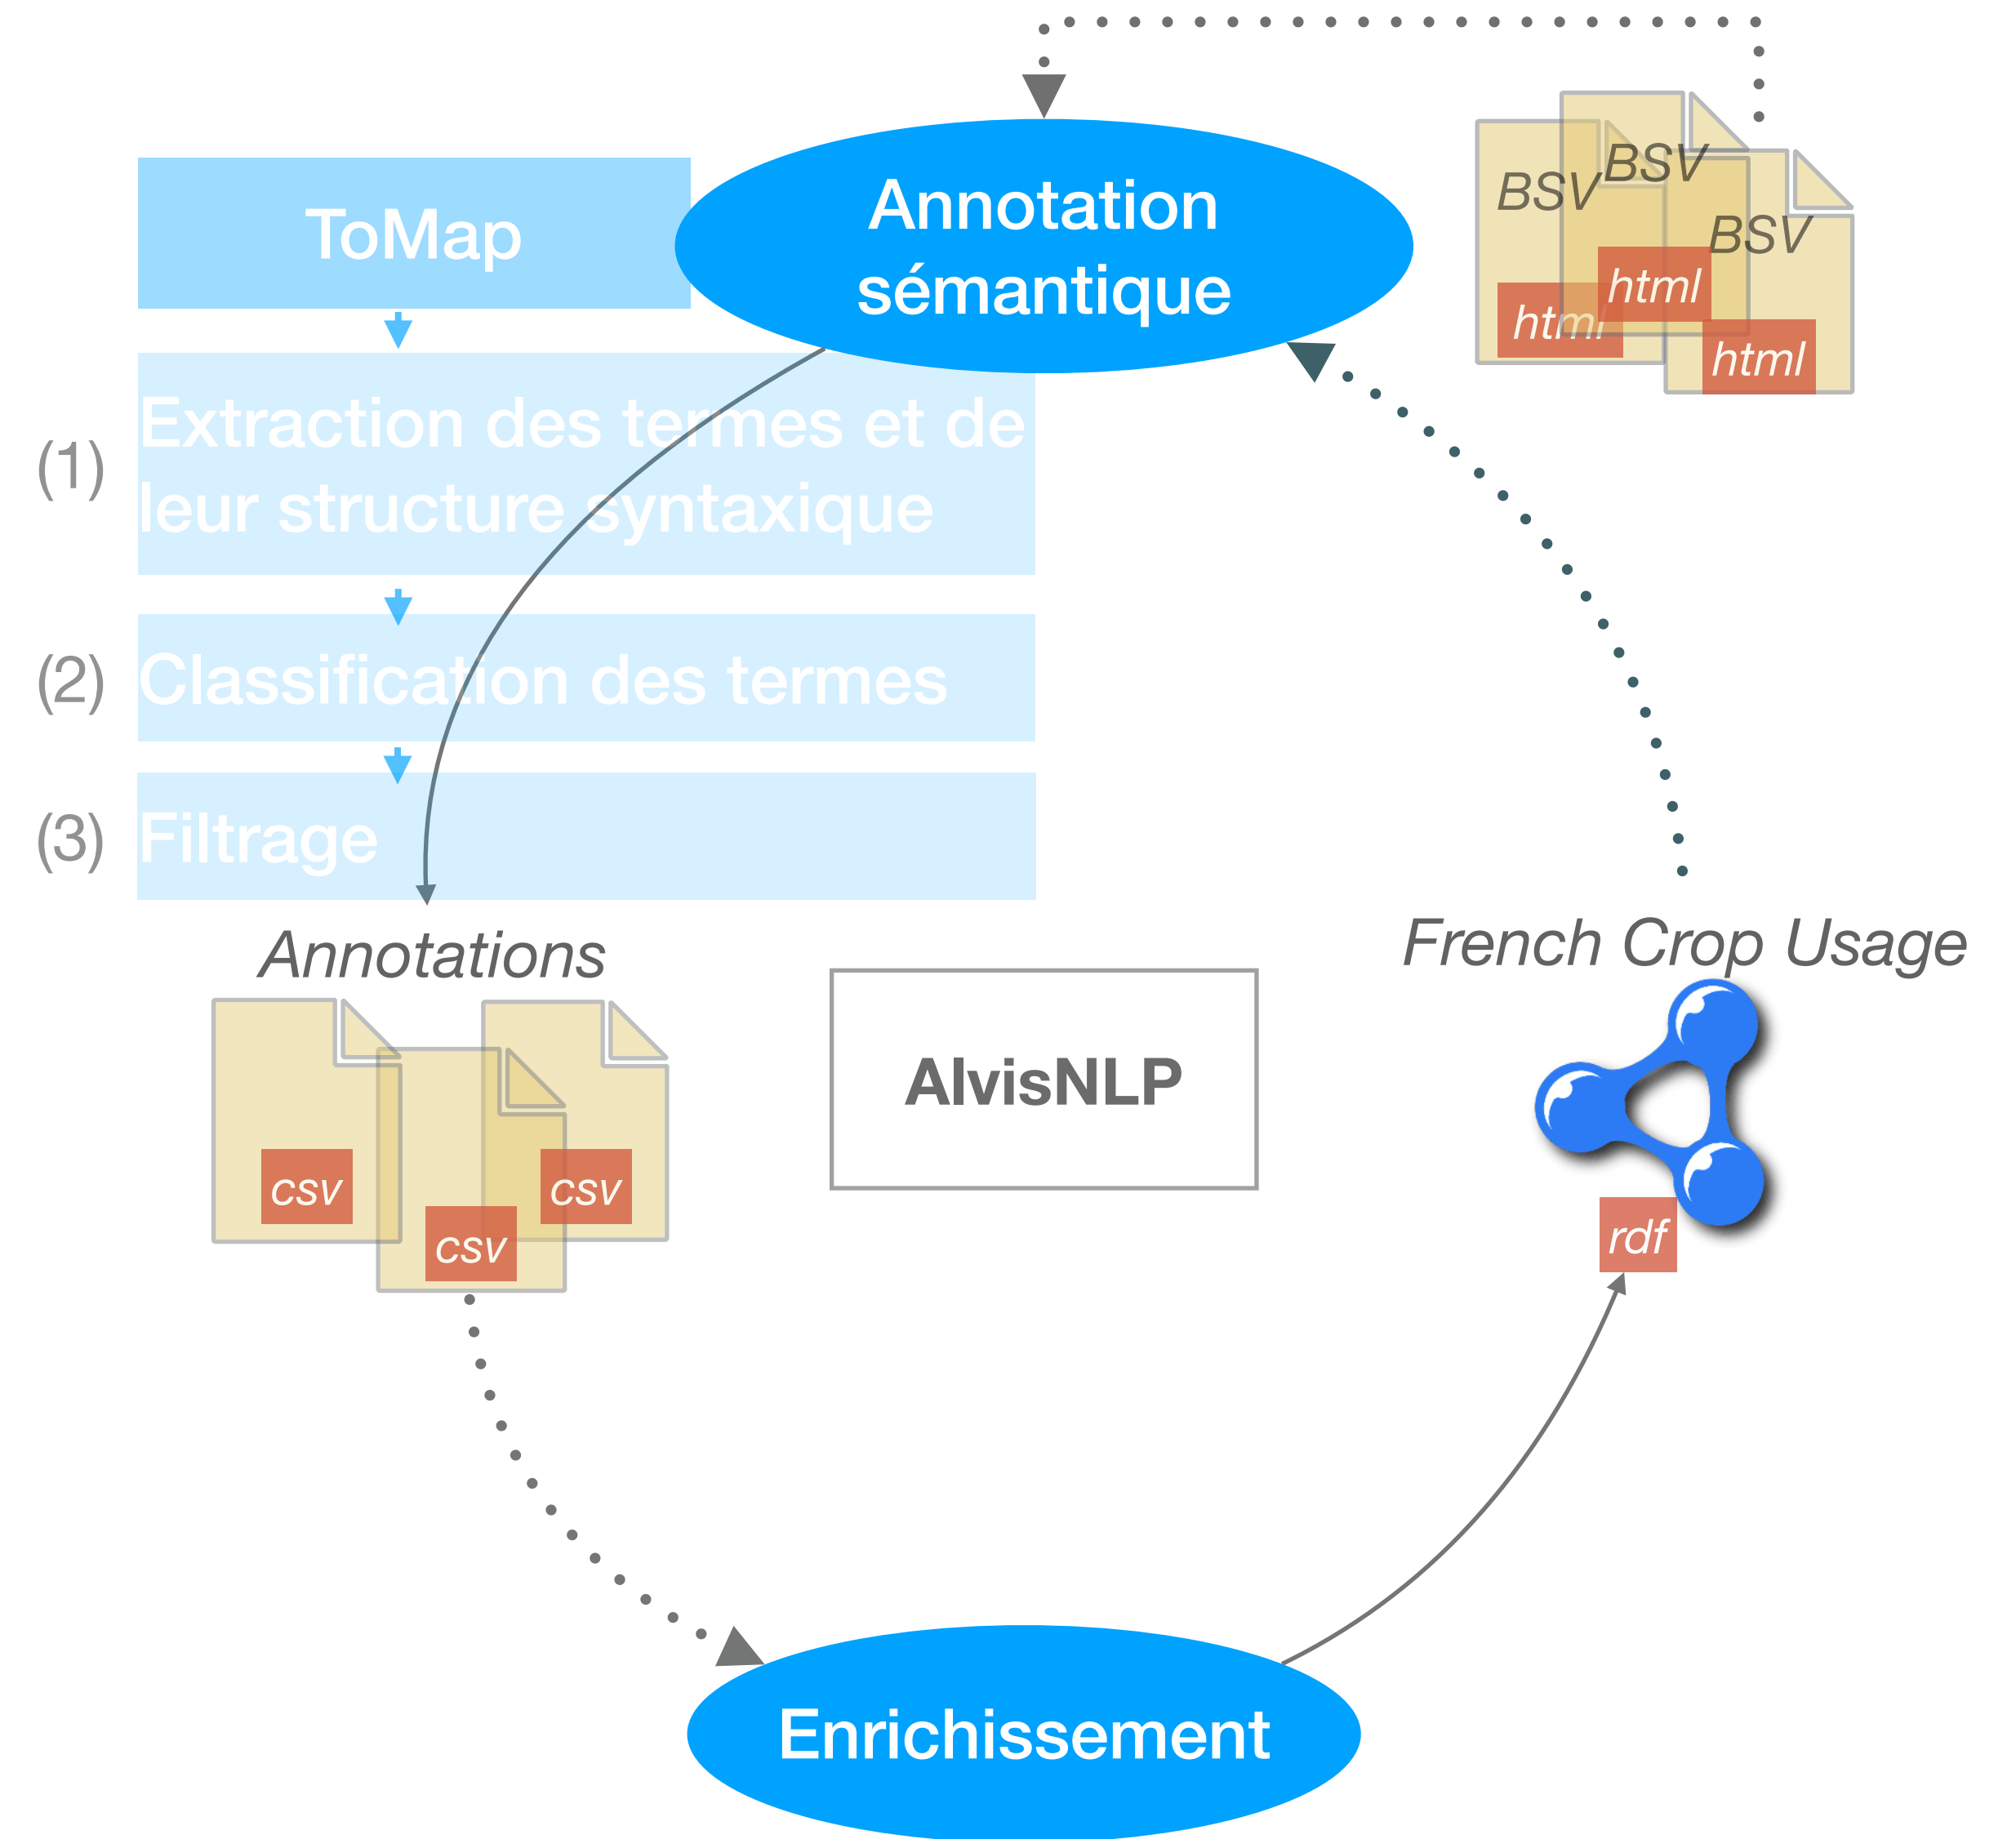 ToMap
Annotation
sémantique
BSV
BSV
BSV
html
html
html
(1)
Extraction des termes et de
leur structure syntaxique
(2)
Classification des termes
(3)
Filtrage
Annotations
csv
csv
csv
AlvisNLP
French Crop Usage
rdf
Enrichissement